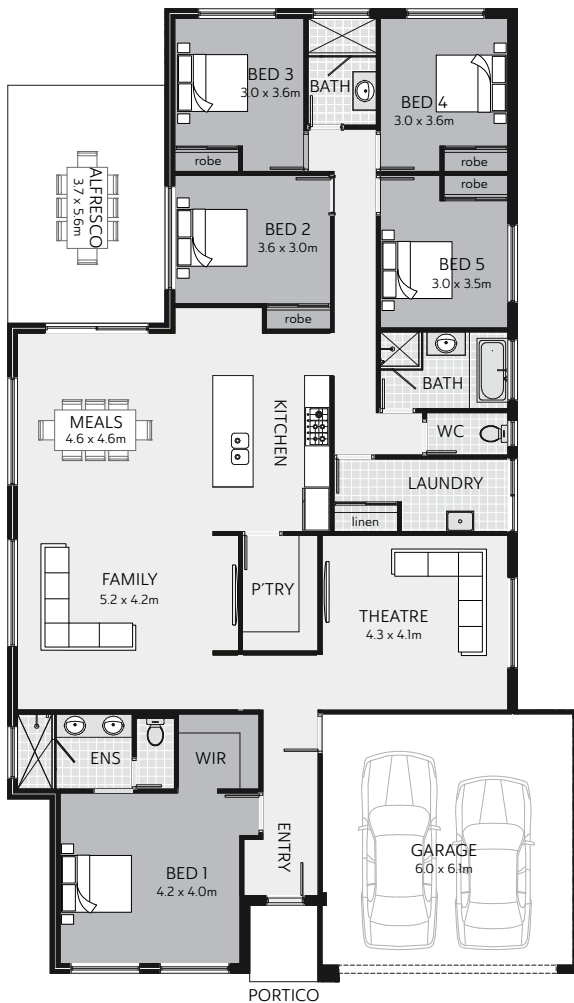 BED 3
3.0 x 3.6m
BATH
BED 4
3.0 x 3.6m
robe
robe
robe
ALFRESCO
3.7 x 5.6m
BED 2
3.6 x 3.0m
BED 5
3.0 x 3.5m
robe
BATH
MEALS
4.6 x 4.6m
KITCHEN
WC
LAUNDRY
linen
FAMILY
5.2 x 4.2m
P'TRY
THEATRE
4.3 x 4.1m
ENS
WIR
ENTRY
GARAGE
6.0 x 6.1m
BED 1
4.2 x 4.0m
PORTICO